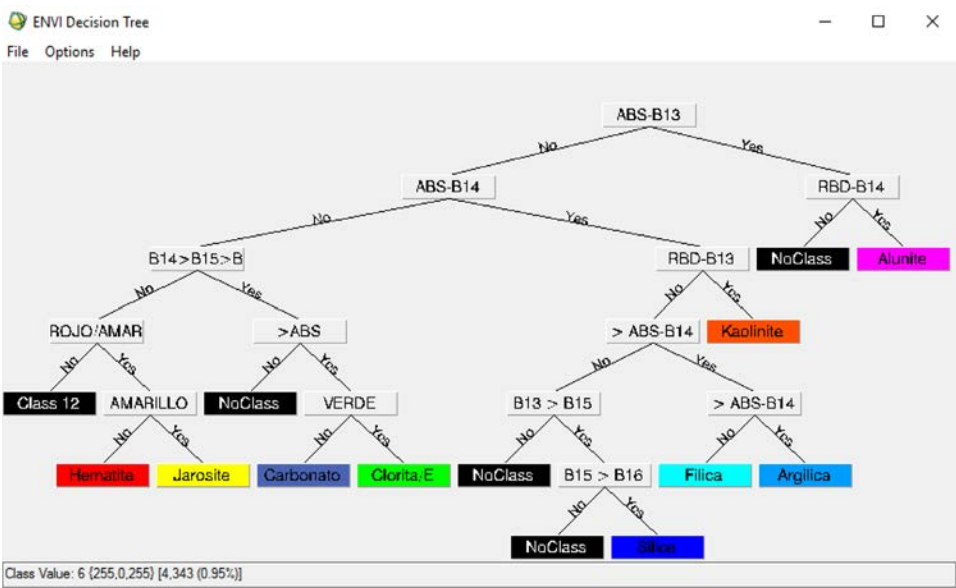 ENVI Decision Tree
File Options Help
ABS-B13
No Yes
ABS-B14 RBD-B14
No Yes No Yes
B14>B15>B RBD-B13 NoClass Alunite
No Yes No Yes
ROJO/AMAR >ABS > ABS-B14 Kaolinite
No Yes No Yes No Yes
Class 12 AMARILLO NoClass VERDE B13 > B15 > ABS-B14
No Yes No Yes No Yes No Yes
Hematite Jarosite Carbonato Clorita/E NoClass B15 > B16 Filica Argilica
No Yes
NoClass Silica
Class Value: 6 {255,0,255} [4,343 (0.95%)]